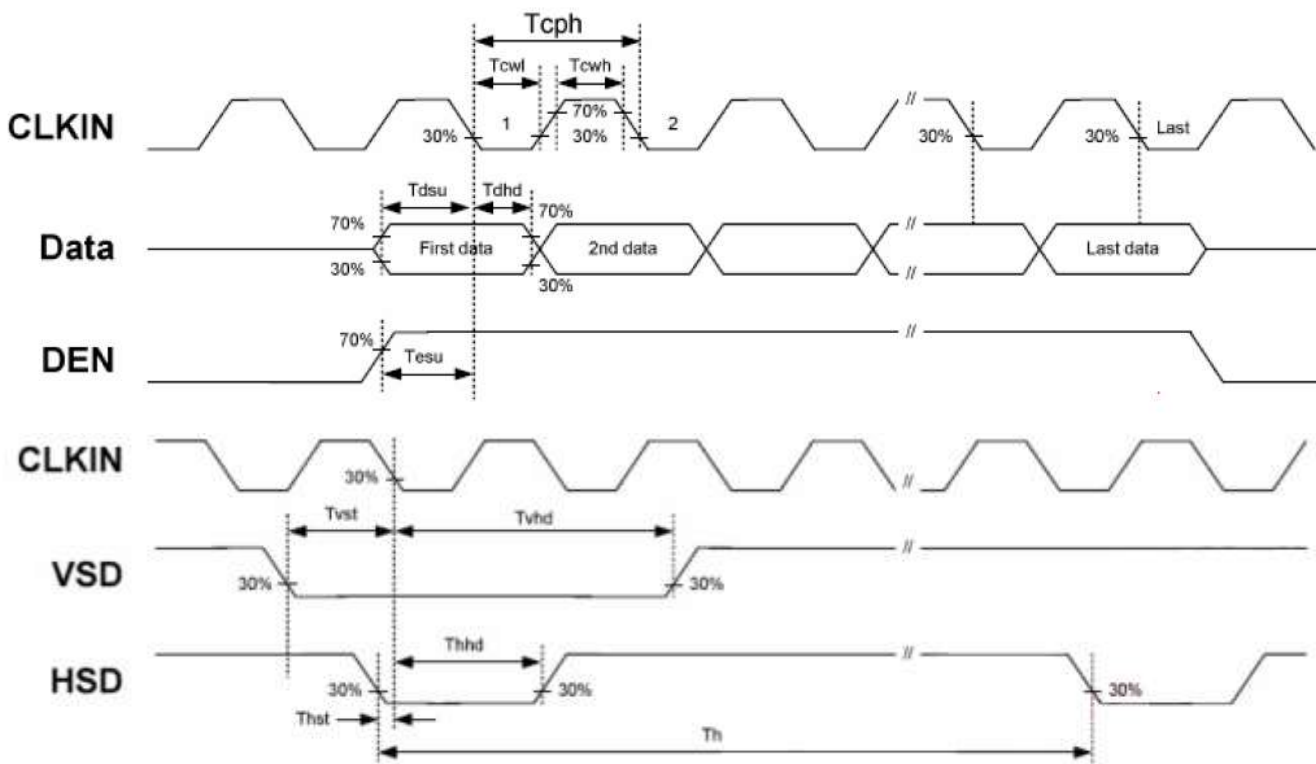 Tcph
Tcwl Tcwh
CLKIN 30% 1 70% 30% 2 // 30% 30% Last
Tdsu Tdhd
70% 70%
Data First data 2nd data // Last data
30% 30%
DEN 70% //
Tesu
CLKIN 30% //
Tvst Tvhd
VSD 30% 30% //
Thhd
HSD 30% 30% // 30%
Thst
Th